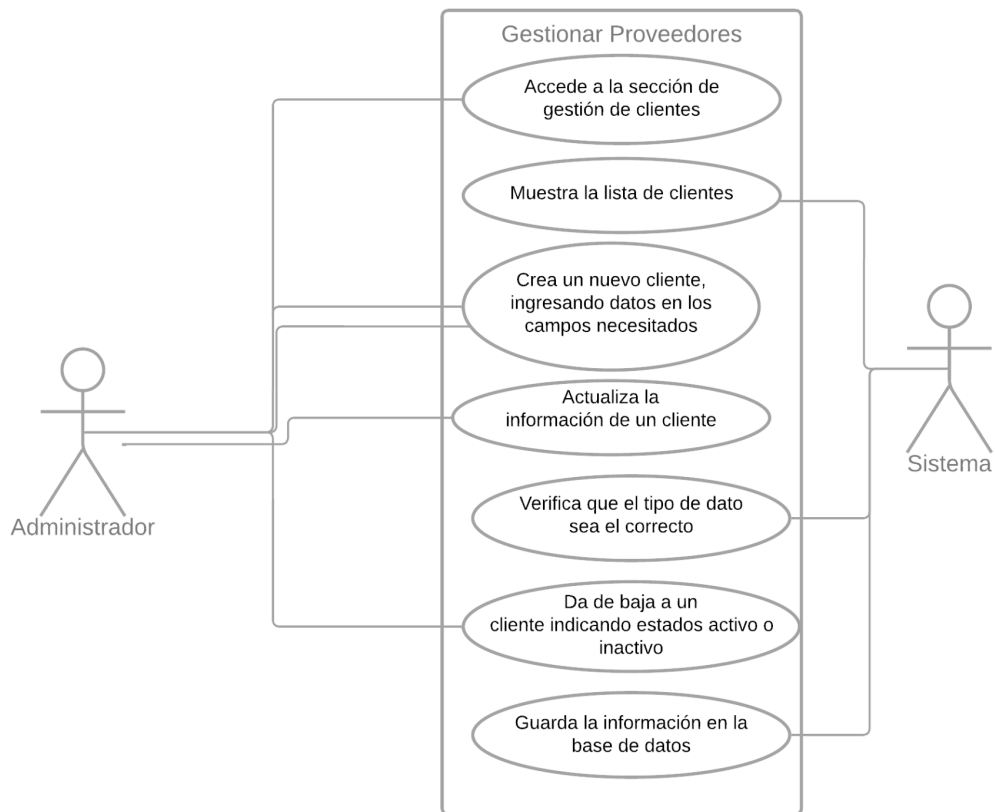 Gestionar Proveedores
Accede a la sección de
gestión de clientes
Muestra la lista de clientes
Crea un nuevo cliente,
ingresando datos en los
campos necesitados
Actualiza la
información de un cliente
Sistema
Verifica que el tipo de dato
sea el correcto
Administrador
Da de baja a un
cliente indicando estados activo o
inactivo
Guarda la información en la
base de datos